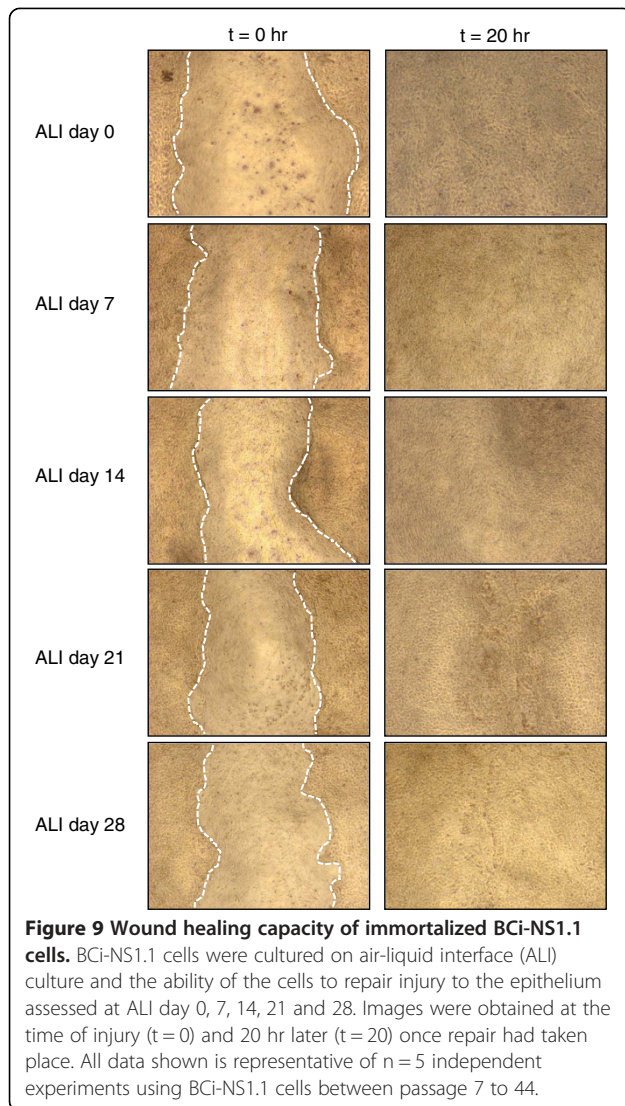 t = 0 hr
t = 20 hr
ALI day 0
ALI day 7
ALI day 14
ALI day 21
ALI day 28
Figure 9 Wound healing capacity of immortalized BCi-NS1.1
cells. BCi-NS1.1 cells were cultured on air-liquid interface (ALI)
culture and the ability of the cells to repair injury to the epithelium
assessed at ALI day 0, 7, 14, 21 and 28. Images were obtained at the
time of injury (t = 0) and 20 hr later (t = 20) once repair had taken
place. All data shown is representative of n = 5 independent
experiments using BCi-NS1.1 cells between passage 7 to 44.